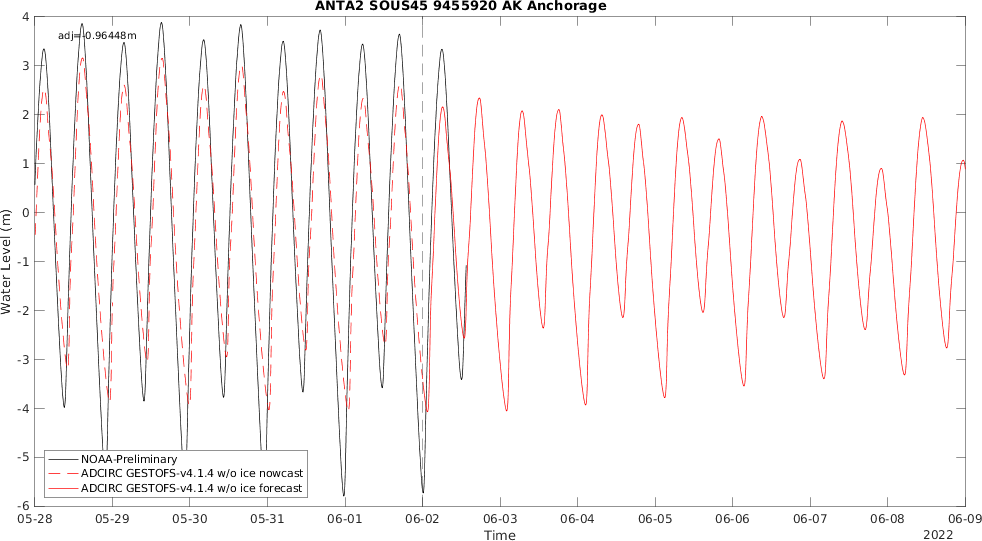 ANTA2 SOUS45 9455920 AK Anchorage
adj=-0.96448m
4
3
2
1
0
-1
-2
-3
-4
-5
-6
Water Level (m)
NOAA-Preliminary
ADCIRC GESTOFS-v4.1.4 w/o ice nowcast
ADCIRC GESTOFS-v4.1.4 w/o ice forecast
05-28 05-29 05-30 05-31 06-01 06-02 06-03 06-04 06-05 06-06 06-07 06-08 06-09
Time
2022